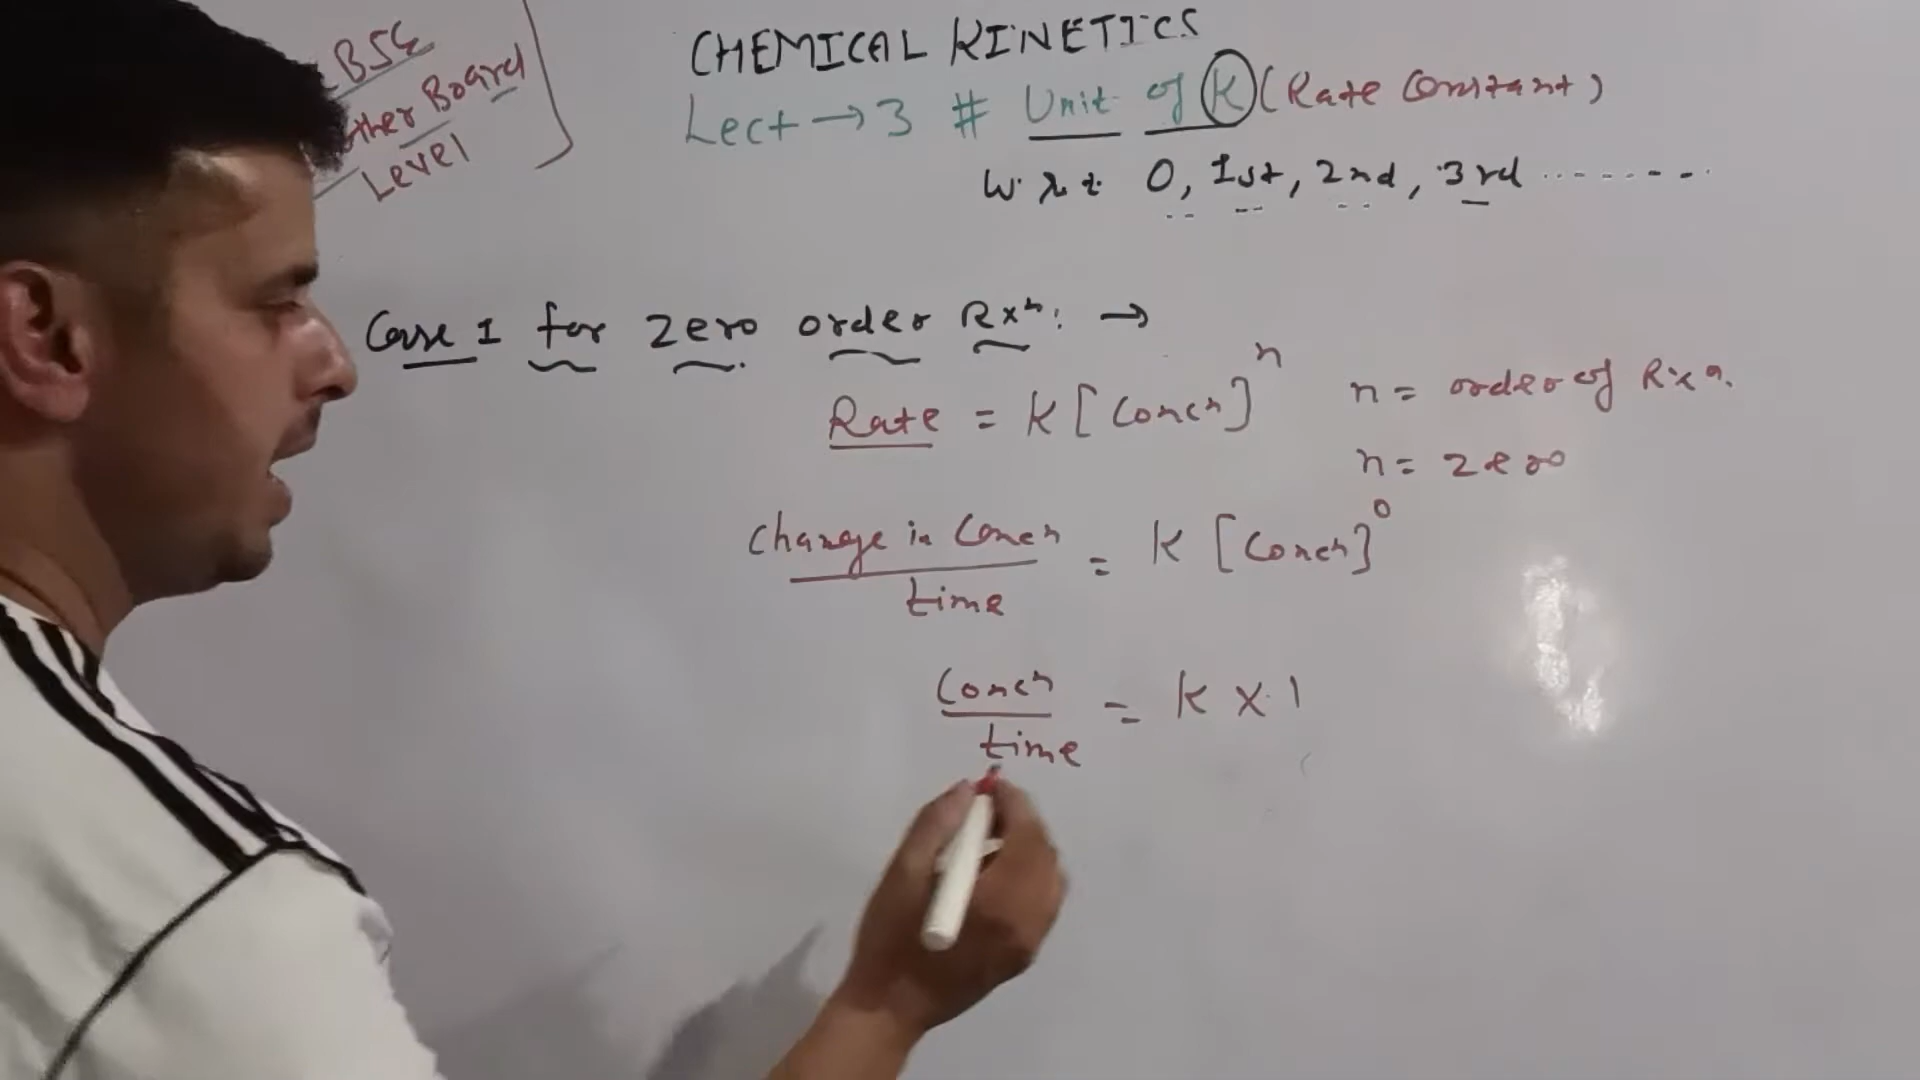 BSE
ther Board
Level
CHEMICAL KINETICS
Lect → 3 # Unit of K (Rate Constant)
w.r.t 0, 1st, 2nd, 3rd ........
Case 1 for zero order Rxⁿ: →
Rate = K [Concn]ⁿ n = order of Rxn.
n = zero
Change in Concn / time = K [Concn]⁰
Concn / time = K x 1